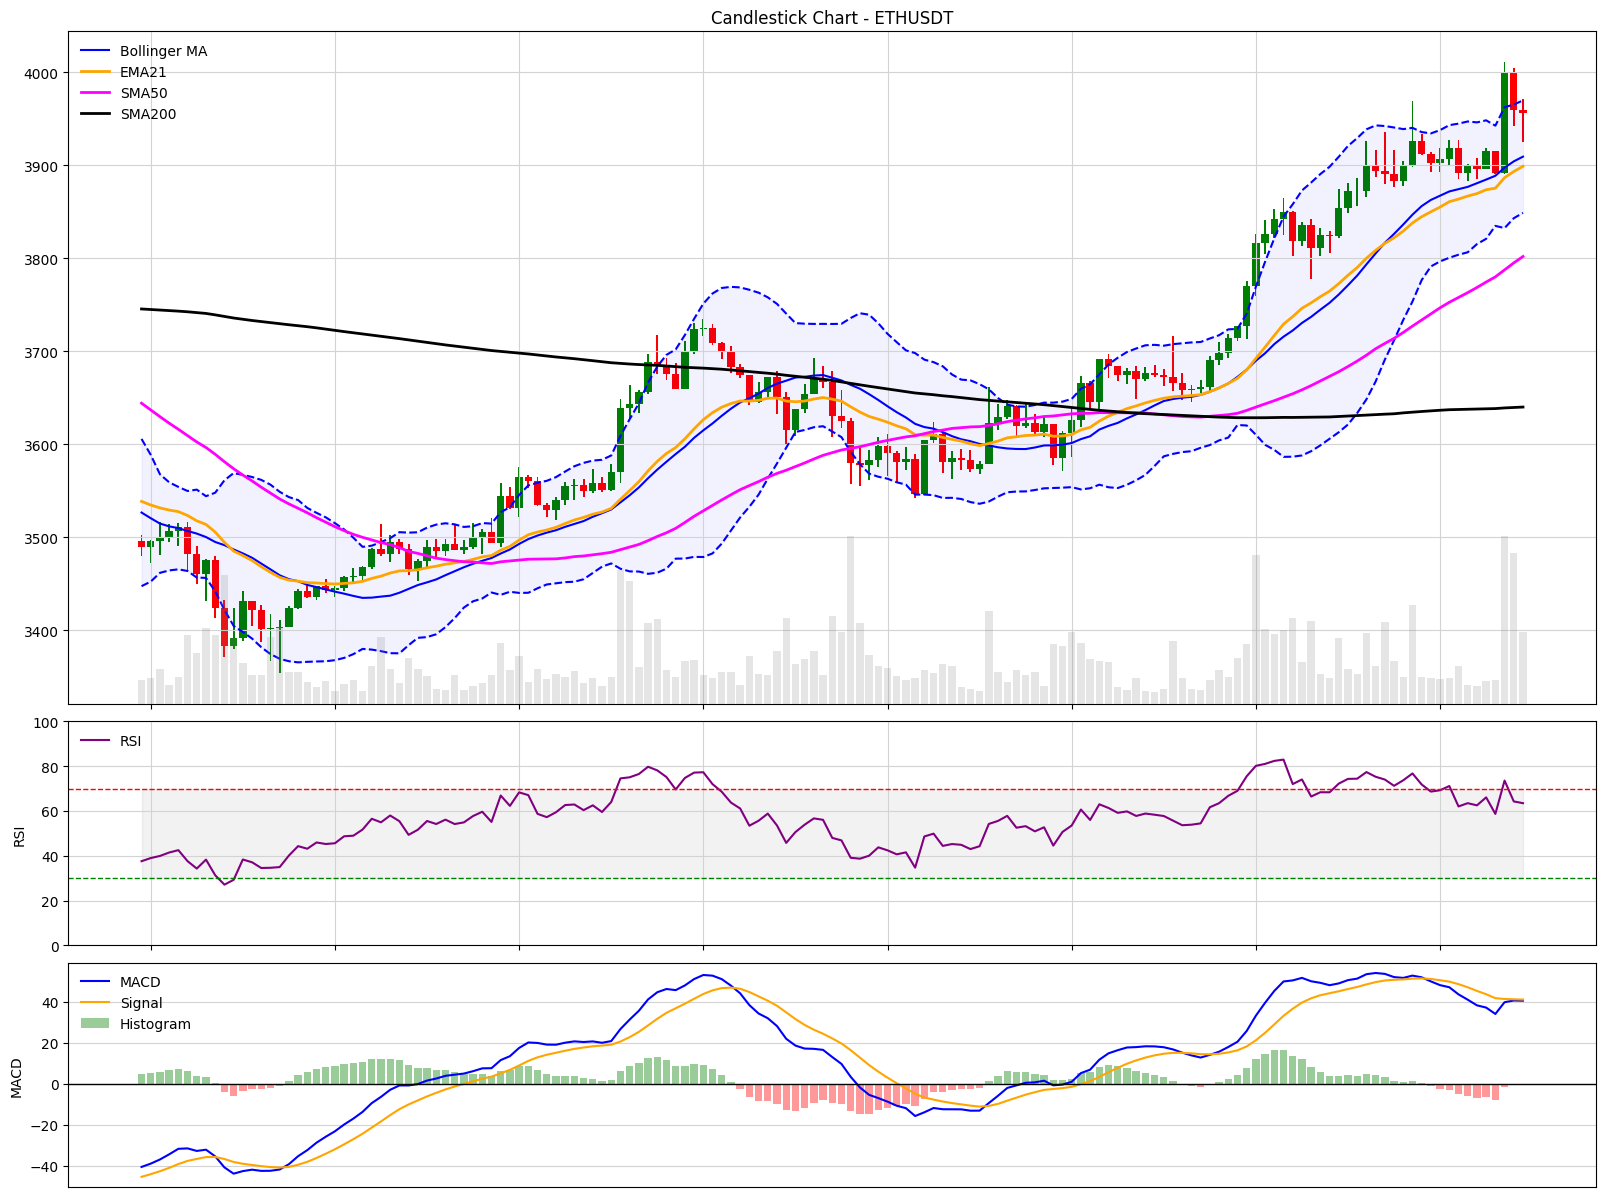 Candlestick Chart - ETHUSDT
Bollinger MA
EMA21
SMA50
SMA200
4000
3900
3800
3700
3600
3500
3400
RSI
100
80
60
40
20
0
RSI
MACD
Signal
Histogram
40
20
0
−20
−40
MACD